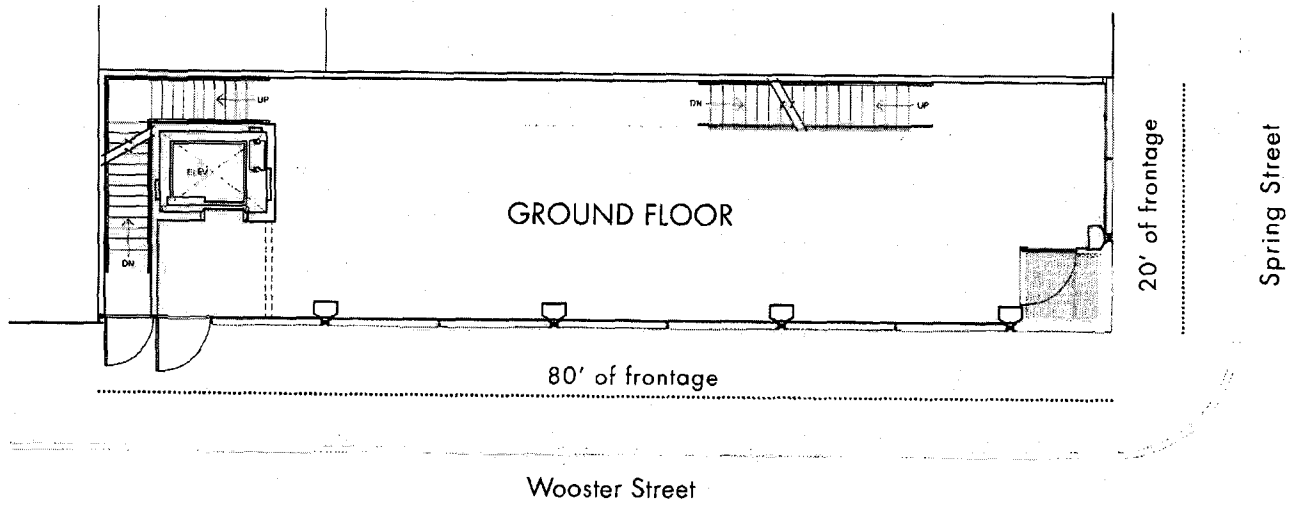 UP
DN
UP
ELEV
GROUND FLOOR
DN
20' of frontage
Spring Street
80' of frontage
Wooster Street